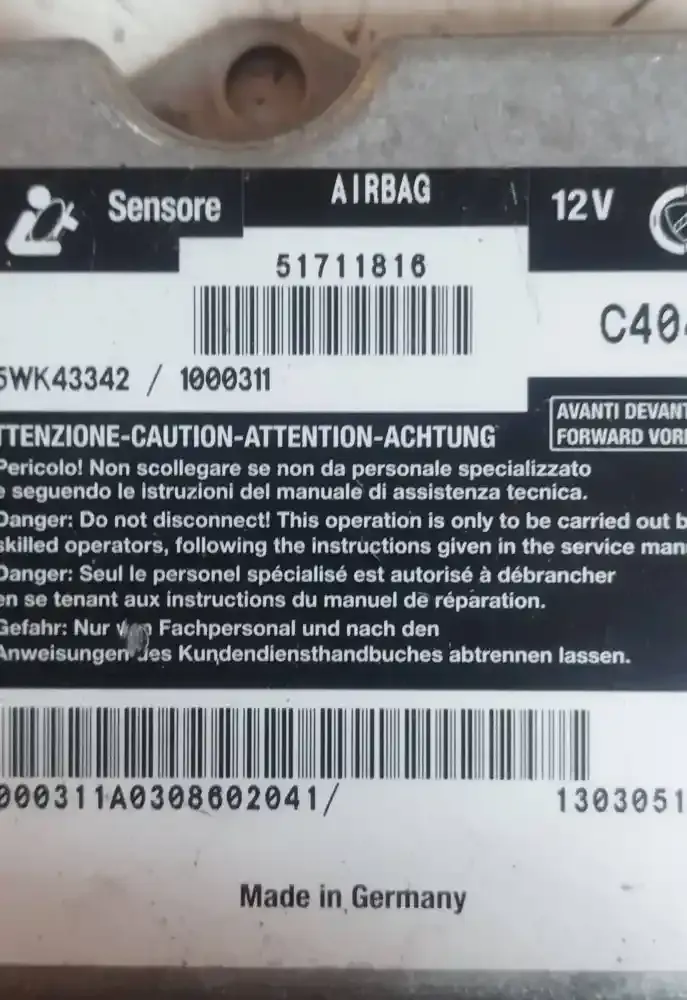 Sensore
AIRBAG
12V
51711816
C40
5WK43342 / 1000311
AVANTI DEVANT
FORWARD VOR
TTENZIONE-CAUTION-ATTENTION-ACHTUNG
Pericolo! Non scollegare se non da personale specializzato
e seguendo le istruzioni del manuale di assistenza tecnica.
Danger: Do not disconnect! This operation is only to be carried out b
skilled operators, following the instructions given in the service man
Danger: Seul le personel spécialisé est autorisé à débrancher
en se tenant aux instructions du manuel de réparation.
Gefahr: Nur von Fachpersonal und nach den
Anweisungen des Kundendiensthandbuches abtrennen lassen.
000311A0308602041/
1303051
Made in Germany